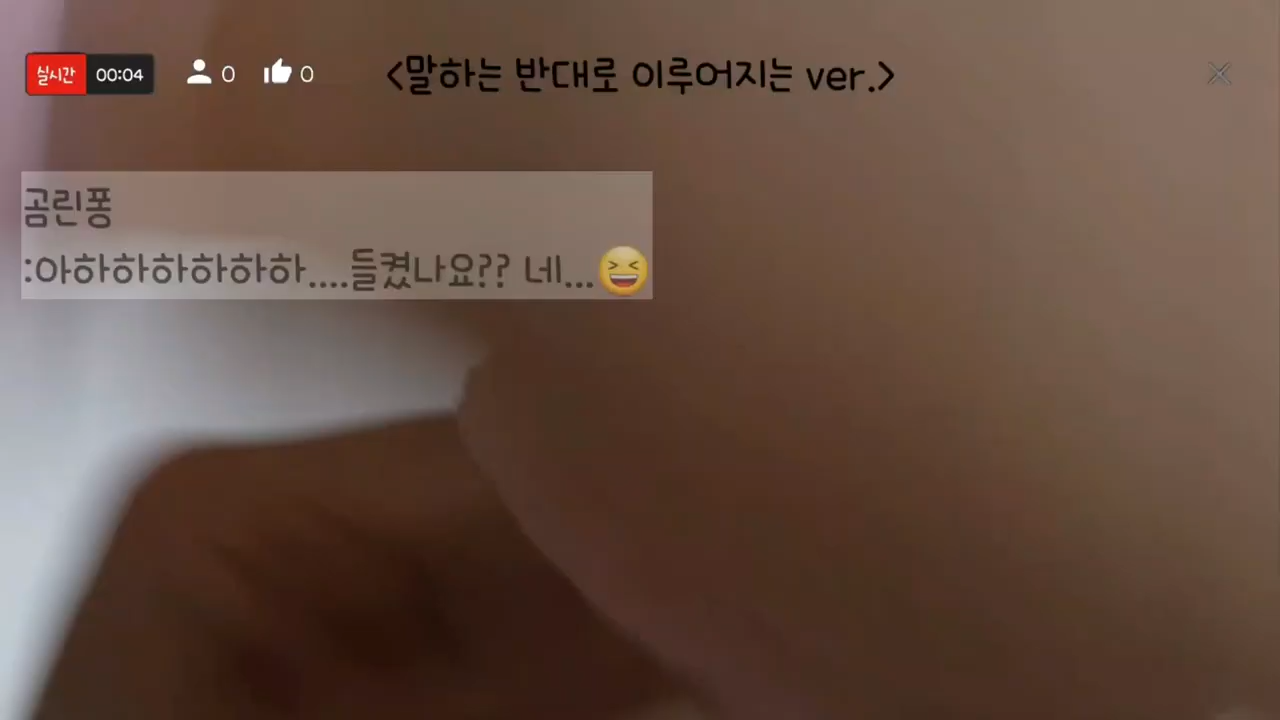 실시간 00:04 0 0 <말하는 반대로 이루어지는 ver.>
곰린퐁
:아하하하하하하....들켰나요?? 네...😆